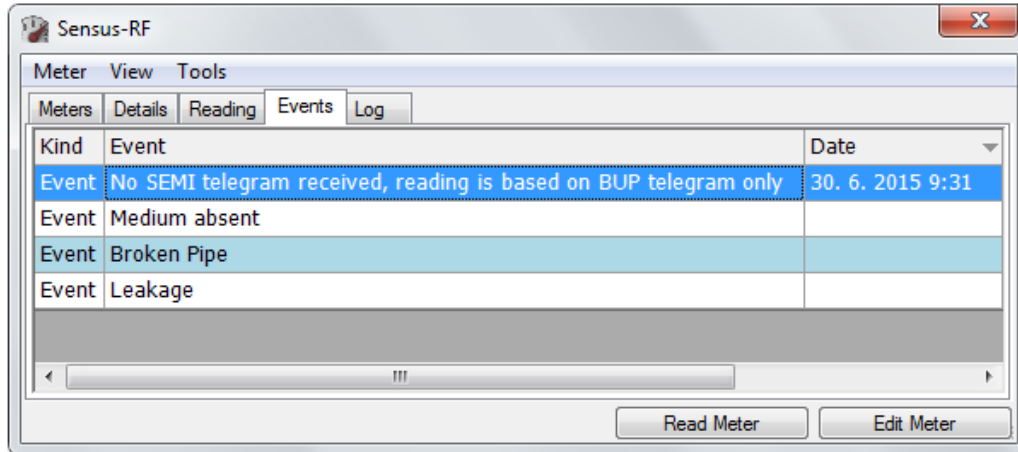 Sensus-RF
Meter View Tools
Meters Details Reading Events Log
Kind Event Date
Event No SEMI telegram received, reading is based on BUP telegram only 30. 6. 2015 9:31
Event Medium absent
Event Broken Pipe
Event Leakage
Read Meter Edit Meter